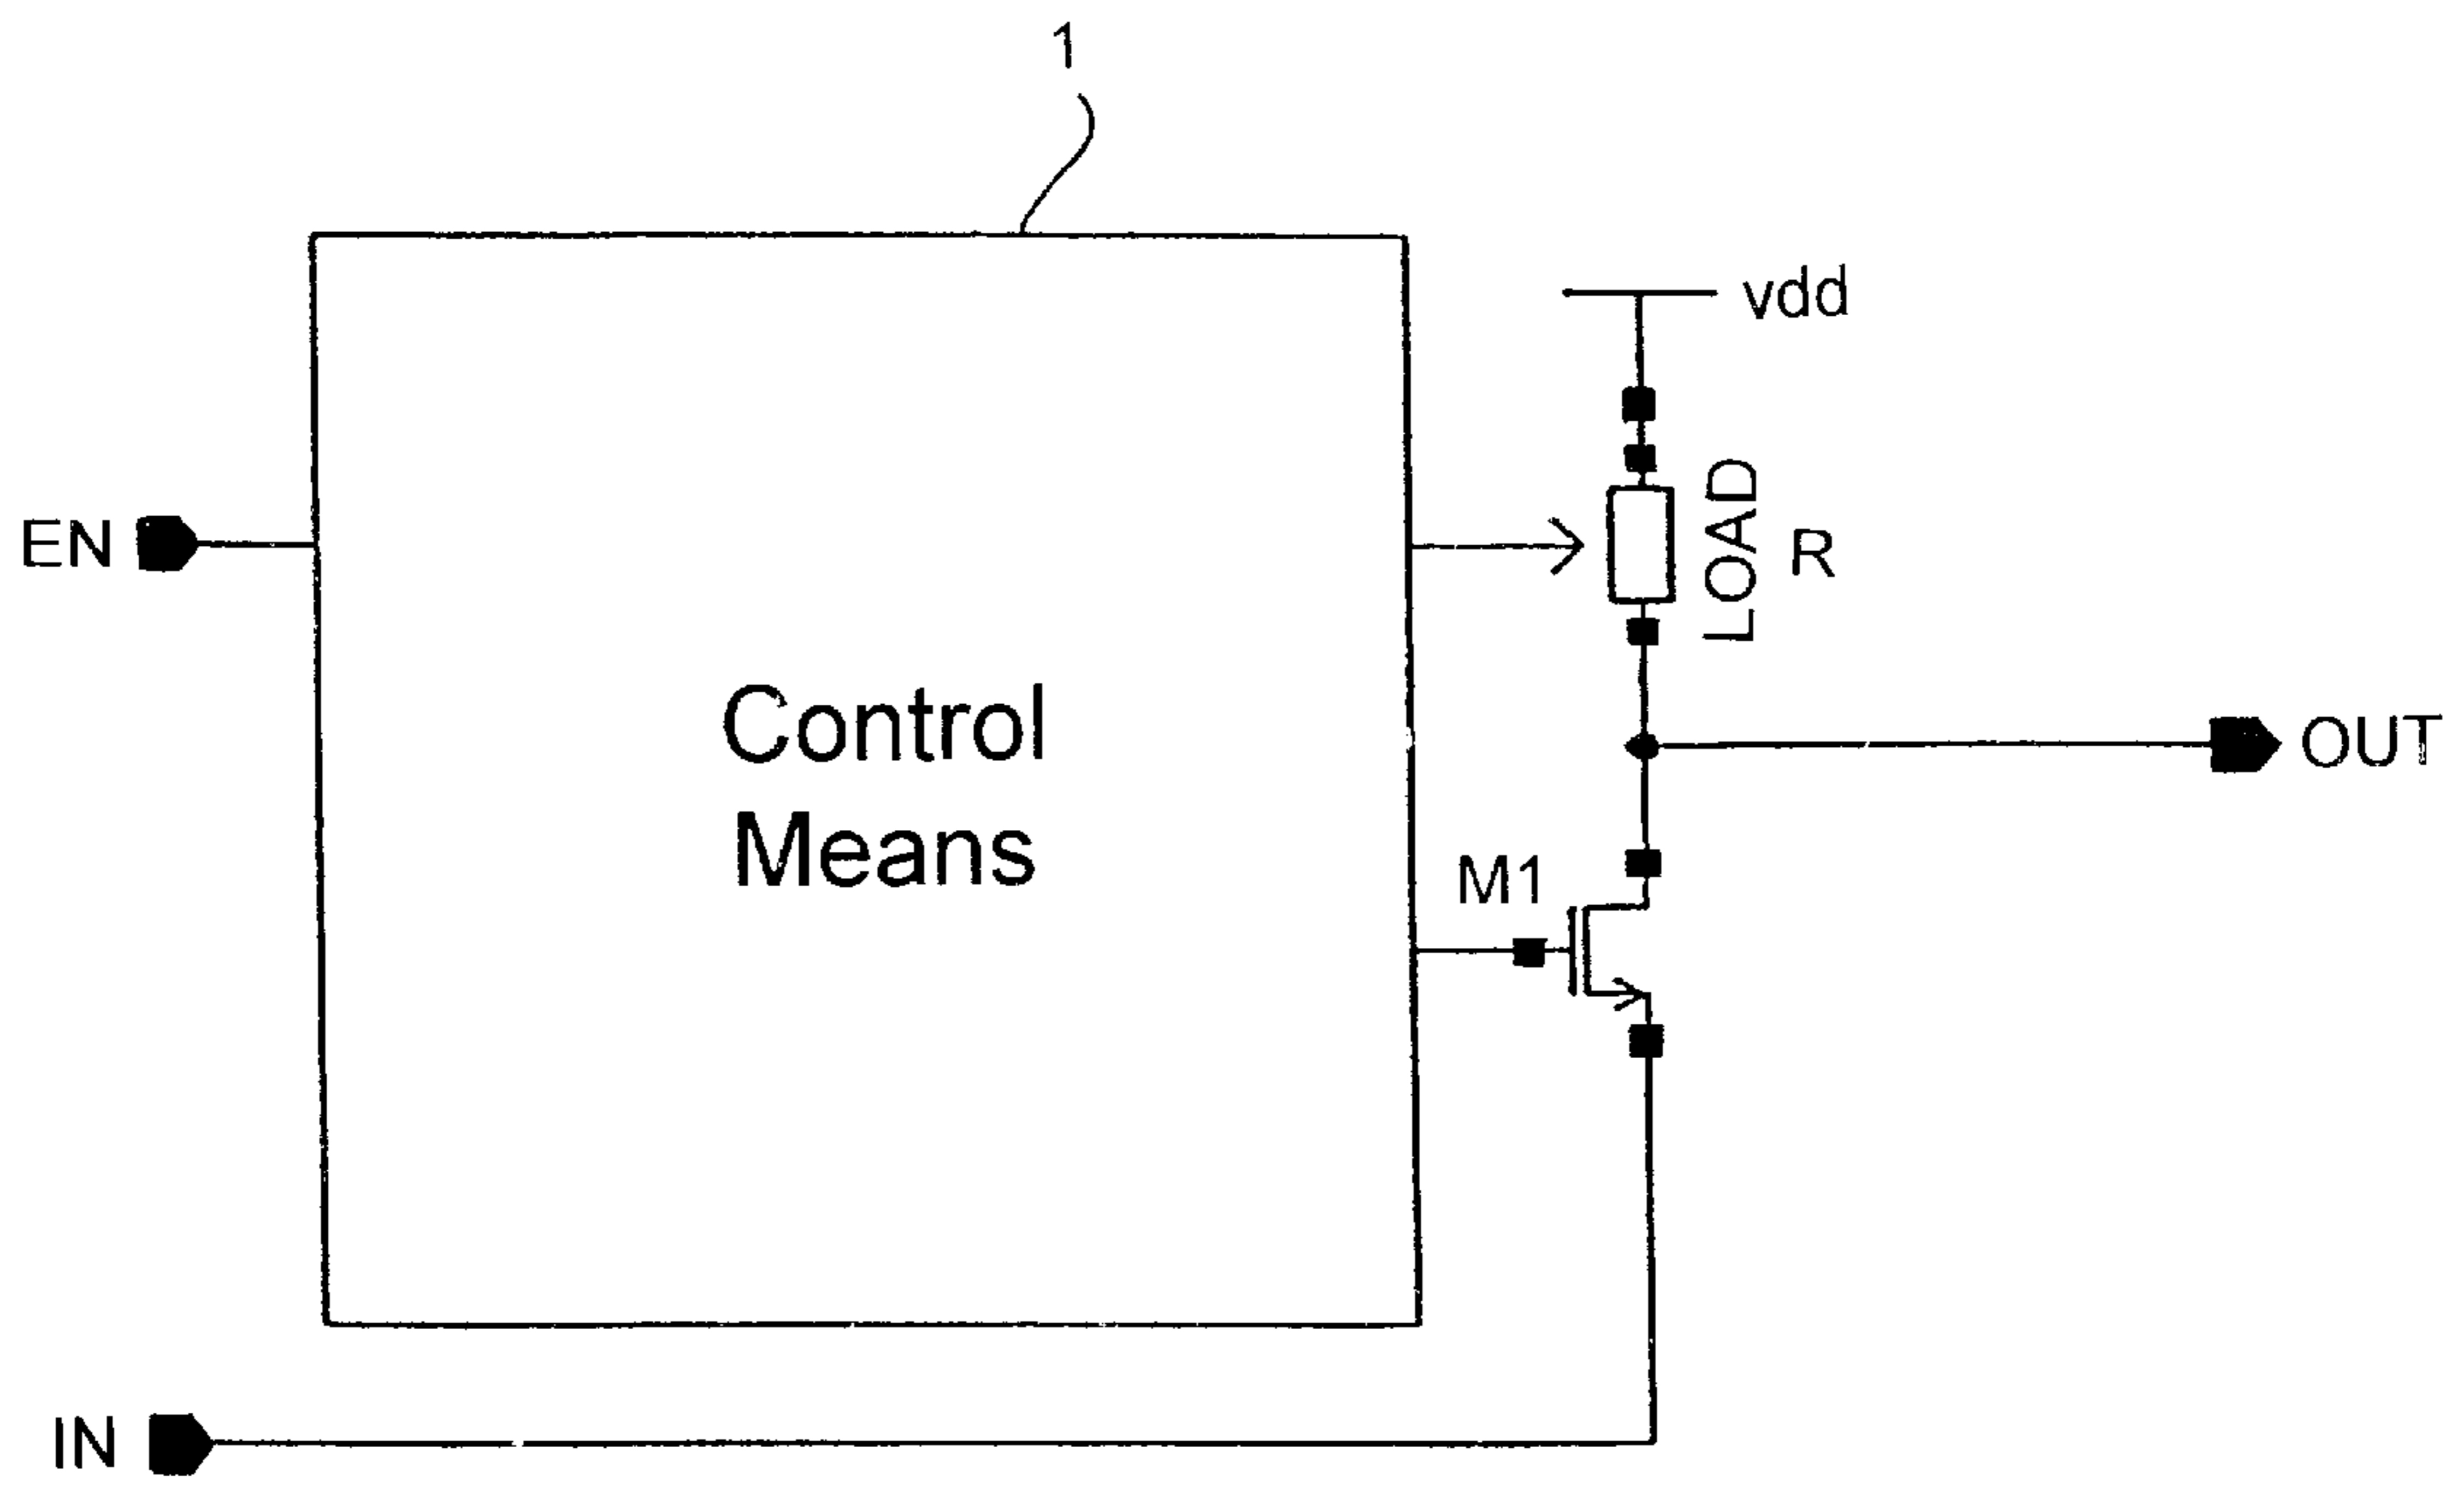 1
vdd
EN
LOAD
R
Control
Means
OUT
M1
IN